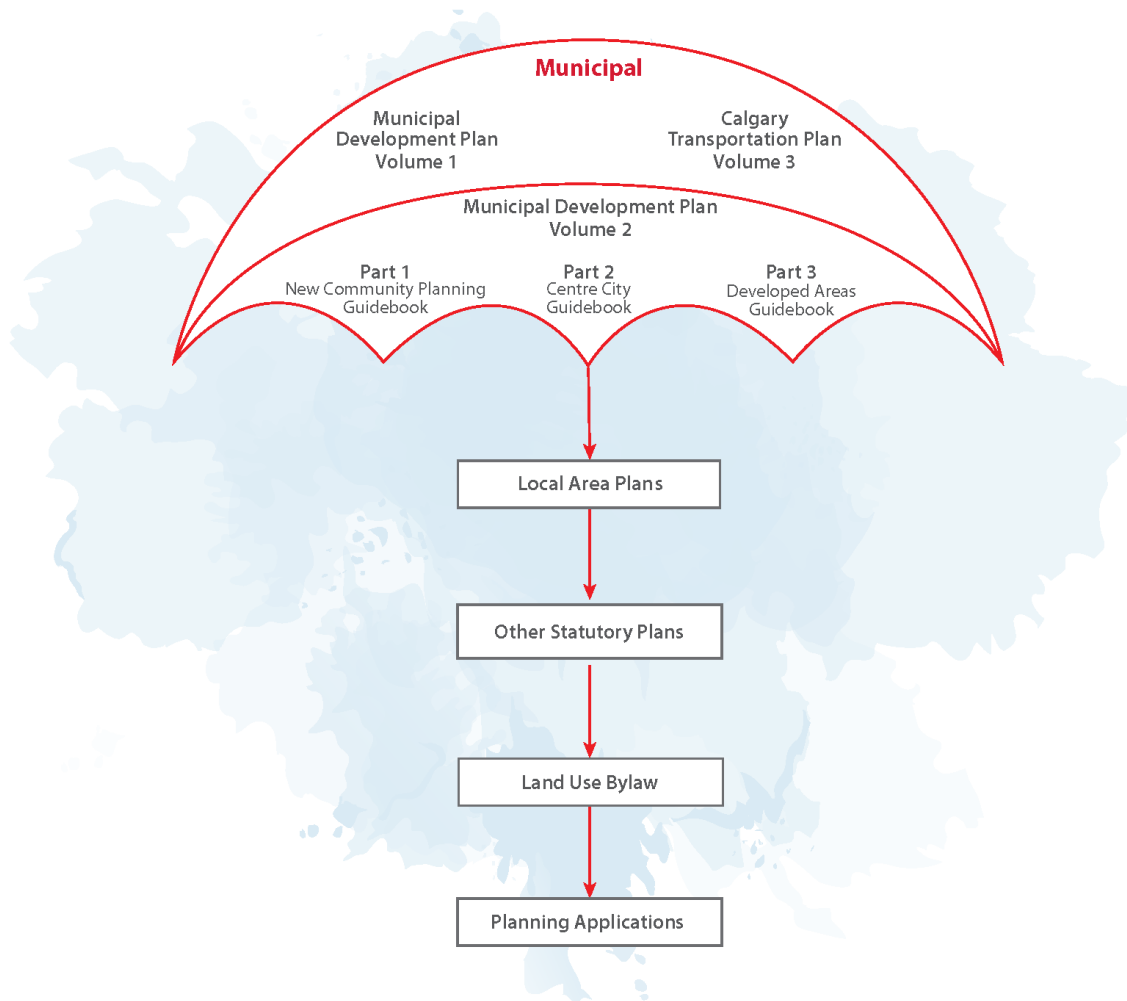 Municipal
Municipal
Development Plan
Volume 1
Calgary
Transportation Plan
Volume 3
Municipal Development Plan
Volume 2
Part 1
New Community Planning
Guidebook
Part 2
Centre City
Guidebook
Part 3
Developed Areas
Guidebook
Local Area Plans
Other Statutory Plans
Land Use Bylaw
Planning Applications